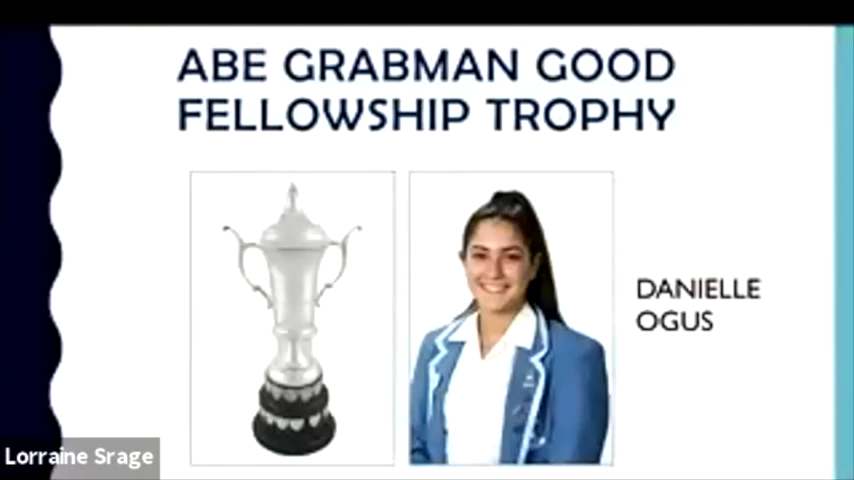 ABE GRABMAN GOOD
FELLOWSHIP TROPHY
DANIELLE
OGUS
Lorraine Srage